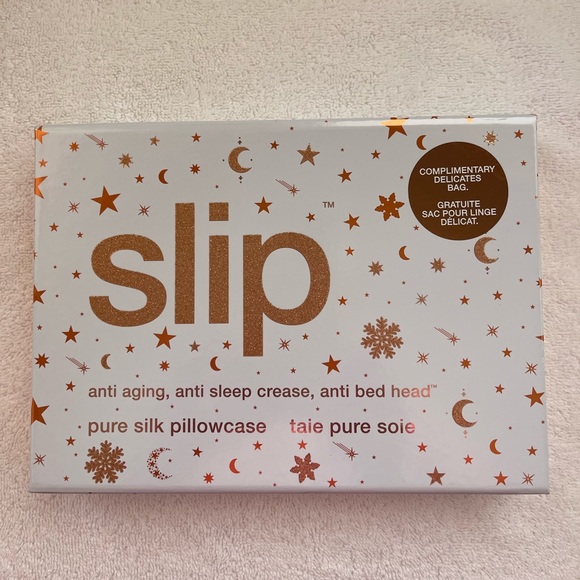 slip™
COMPLIMENTARY
DELICATES
BAG.
GRATUITE
SAC POUR LINGE
DÉLICAT.
anti aging, anti sleep crease, anti bed head™
pure silk pillowcase taie pure soie